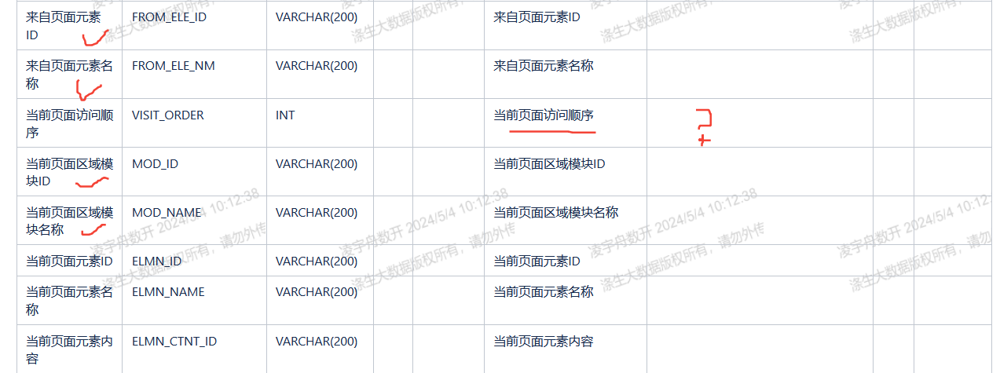 来自页面元素 FROM_ELE_ID VARCHAR(200) 来自页面元素ID
ID
来自页面元素名 FROM_ELE_NM VARCHAR(200) 来自页面元素名称
称
当前页面访问顺 VISIT_ORDER INT 当前页面访问顺序
序
当前页面区域模 MOD_ID VARCHAR(200) 当前页面区域模块ID
块ID
当前页面区域模 MOD_NAME VARCHAR(200) 当前页面区域模块名称
块名称
当前页面元素ID ELMN_ID VARCHAR(200) 当前页面元素ID
当前页面元素名 ELMN_NAME VARCHAR(200) 当前页面元素名称
称
当前页面元素内 ELMN_CTNT_ID VARCHAR(200) 当前页面元素内容
容
凌宇舟数开 2024/5/4 10:12:38
涤生大数据版权所有，请勿外传